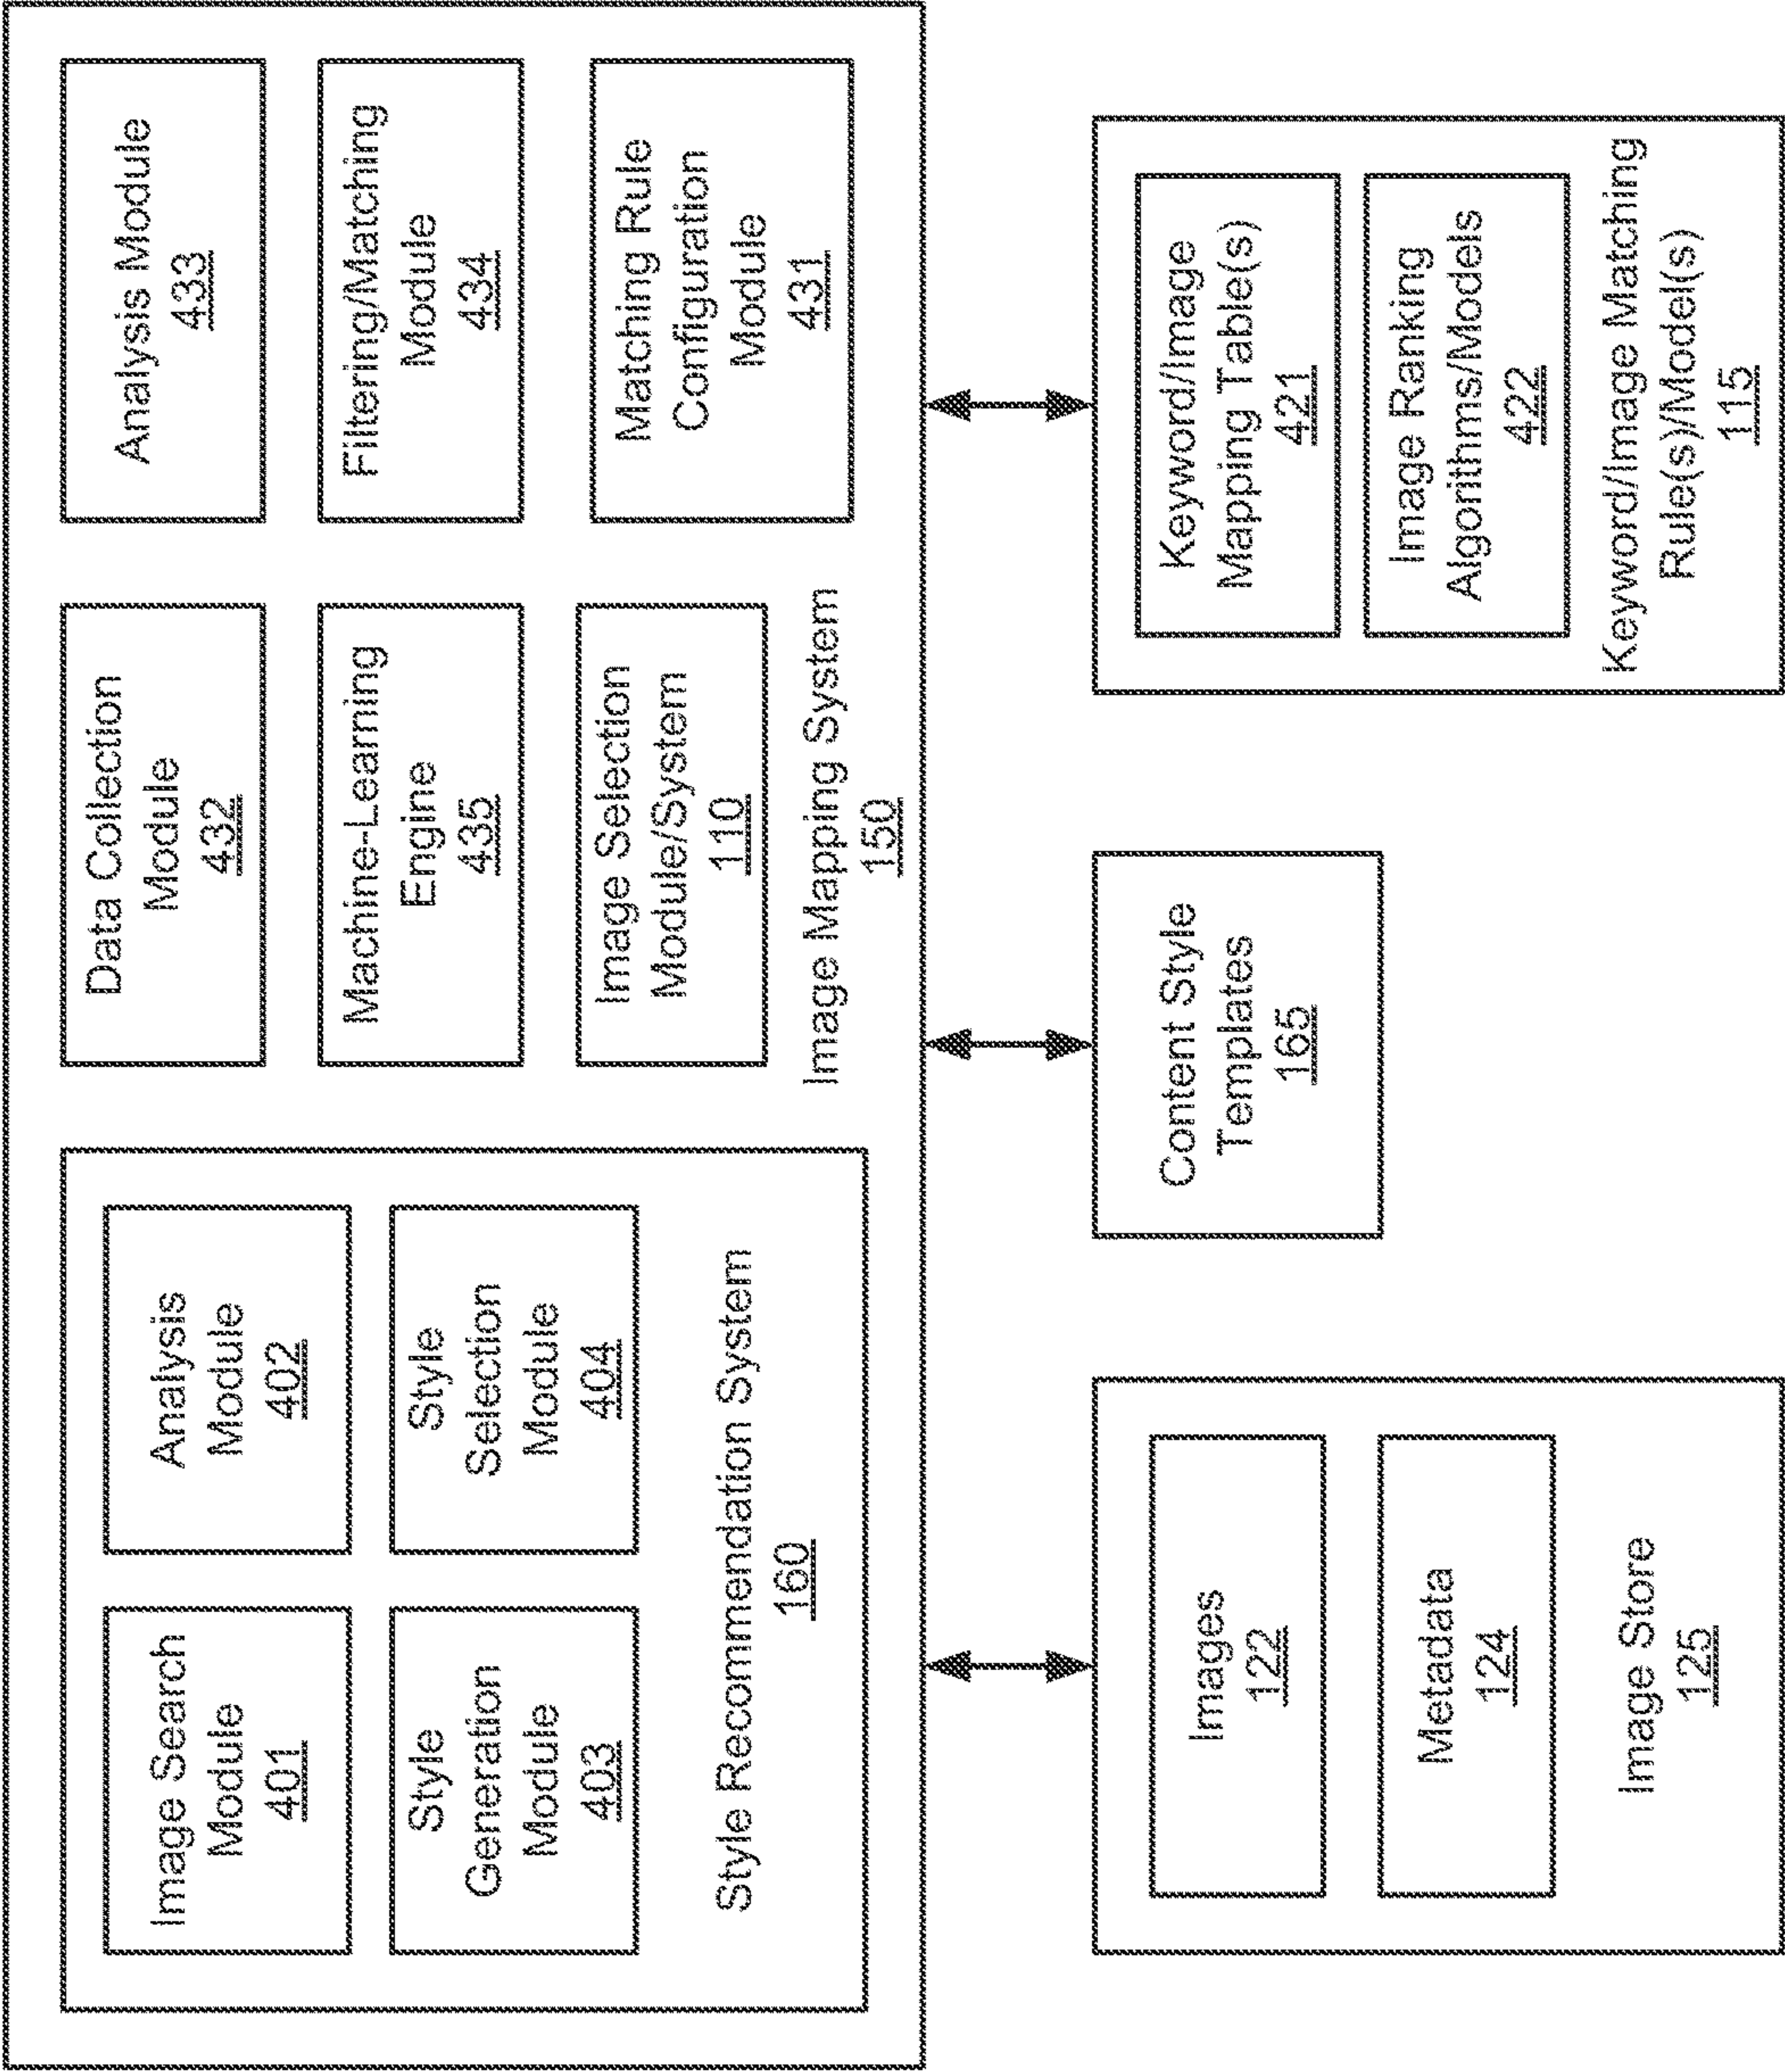 Image Search
Module
401
Analysis
Module
402
Style
Generation
Module
403
Style
Selection
Module
404
Style Recommendation System
160
Data Collection
Module
432
Analysis Module
433
Machine-Learning
Engine
435
Filtering/Matching
Module
434
Image Selection
Module/System
110
Matching Rule
Configuration
Module
431
Image Mapping System
150
Images
122
Metadata
124
Image Store
125
Content Style
Templates
165
Keyword/Image
Mapping Table(s)
421
Image Ranking
Algorithms/Models
422
Keyword/Image Matching
Rule(s)/Model(s)
115